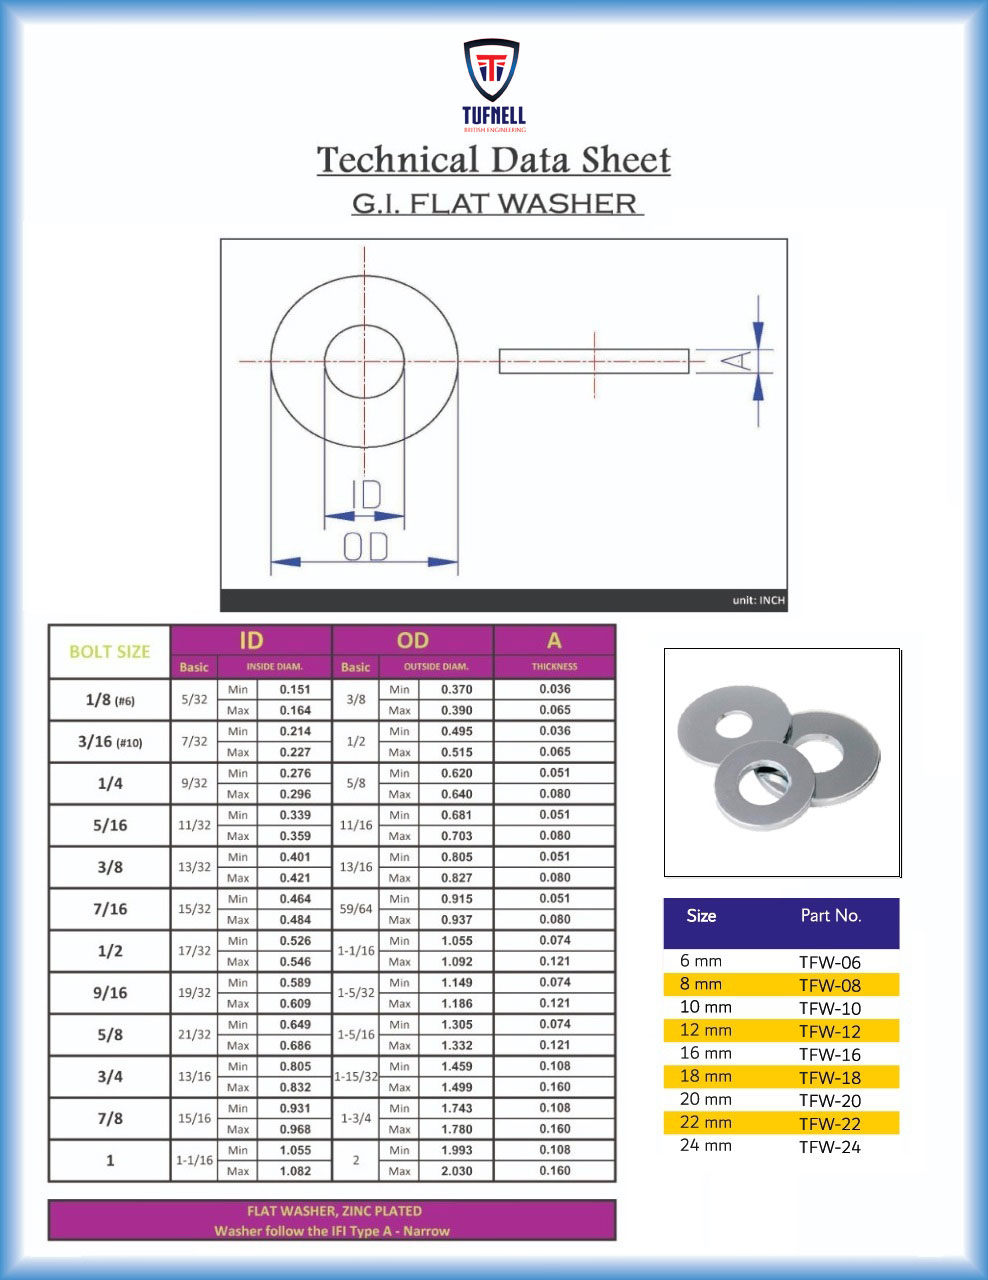 TUFNELL
BRITISH ENGINEERING
Technical Data Sheet
G.I. FLAT WASHER
ID
OD
A
unit: INCH
BOLT SIZE ID OD A
Basic INSIDE DIAM. Basic OUTSIDE DIAM. THICKNESS
1/8 (#6) 5/32 Min 0.151 3/8 Min 0.370 0.036
Max 0.164 Max 0.390 0.065
3/16 (#10) 7/32 Min 0.214 1/2 Min 0.495 0.036
Max 0.227 Max 0.515 0.065
1/4 9/32 Min 0.276 5/8 Min 0.620 0.051
Max 0.296 Max 0.640 0.080
5/16 11/32 Min 0.339 11/16 Min 0.681 0.051
Max 0.359 Max 0.703 0.080
3/8 13/32 Min 0.401 13/16 Min 0.805 0.051
Max 0.421 Max 0.827 0.080
7/16 15/32 Min 0.464 59/64 Min 0.915 0.051
Max 0.484 Max 0.937 0.080
1/2 17/32 Min 0.526 1-1/16 Min 1.055 0.074
Max 0.546 Max 1.092 0.121
9/16 19/32 Min 0.589 1-5/32 Min 1.149 0.074
Max 0.609 Max 1.186 0.121
5/8 21/32 Min 0.649 1-5/16 Min 1.305 0.074
Max 0.686 Max 1.332 0.121
3/4 13/16 Min 0.805 1-15/32 Min 1.459 0.108
Max 0.832 Max 1.499 0.160
7/8 15/16 Min 0.931 1-3/4 Min 1.743 0.108
Max 0.968 Max 1.780 0.160
1 1-1/16 Min 1.055 2 Min 1.993 0.108
Max 1.082 Max 2.030 0.160
FLAT WASHER, ZINC PLATED
Washer follow the IFI Type A - Narrow
Size Part No.
6 mm TFW-06
8 mm TFW-08
10 mm TFW-10
12 mm TFW-12
16 mm TFW-16
18 mm TFW-18
20 mm TFW-20
22 mm TFW-22
24 mm TFW-24